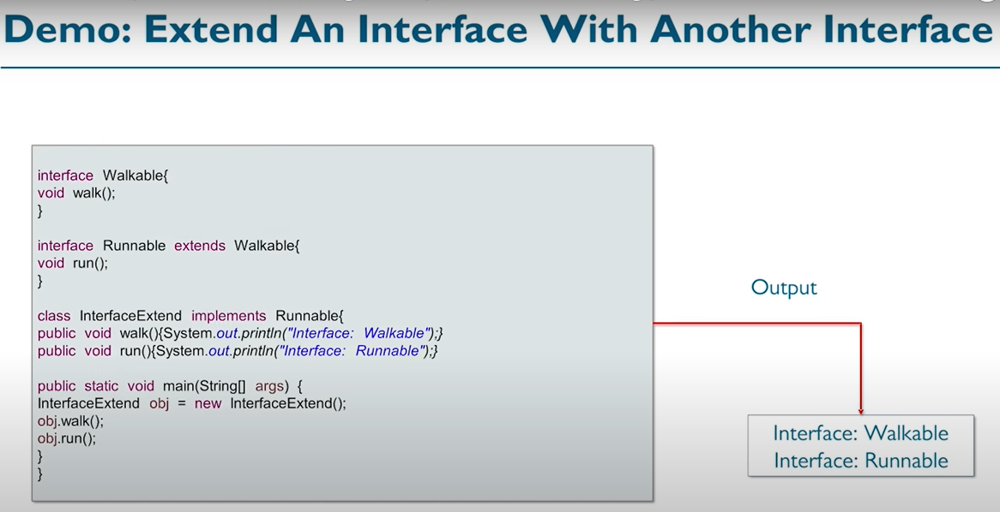 Demo: Extend An Interface With Another Interface
interface Walkable{
void walk();
}
interface Runnable extends Walkable{
void run();
}
class InterfaceExtend implements Runnable{
public void walk(){System.out.println("Interface: Walkable");}
public void run(){System.out.println("Interface: Runnable");}
public static void main(String[] args) {
InterfaceExtend obj = new InterfaceExtend();
obj.walk();
obj.run();
}
}
Output
Interface: Walkable
Interface: Runnable